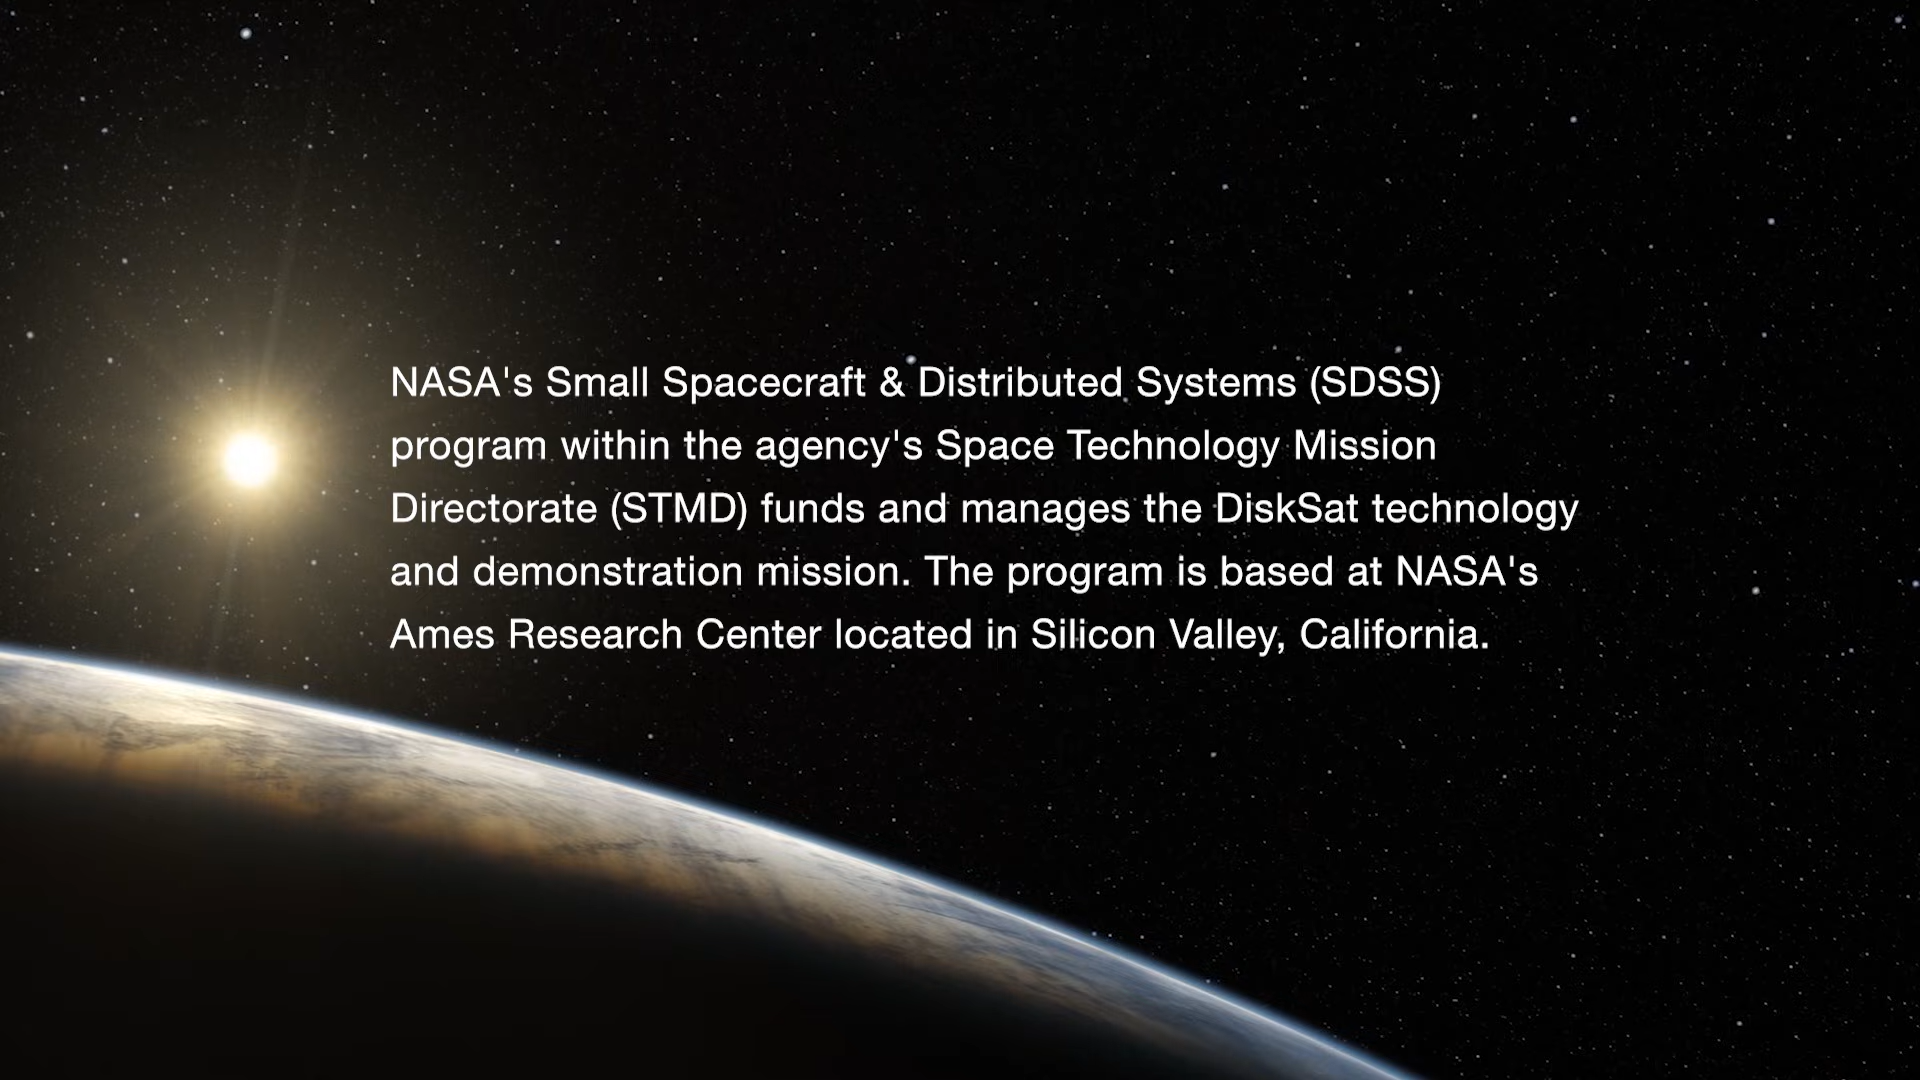 NASA's Small Spacecraft & Distributed Systems (SDSS)
program within the agency's Space Technology Mission
Directorate (STMD) funds and manages the DiskSat technology
and demonstration mission. The program is based at NASA's
Ames Research Center located in Silicon Valley, California.